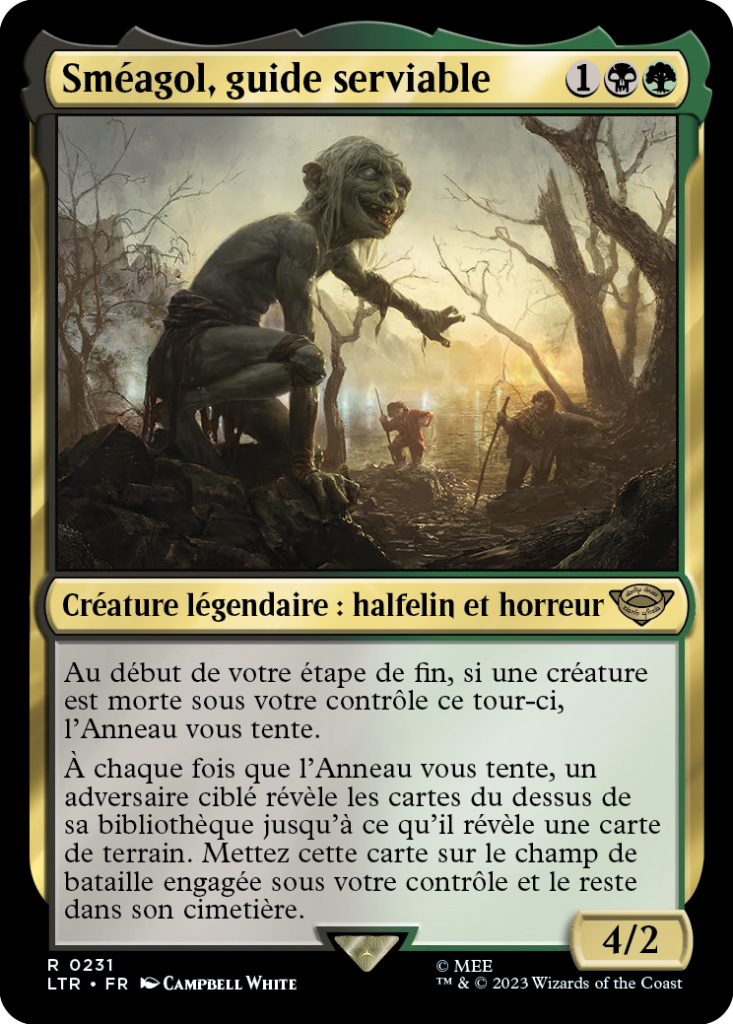 Sméagol, guide serviable 1
Créature légendaire : halfelin et horreur
Au début de votre étape de fin, si une créature
est morte sous votre contrôle ce tour-ci,
l'Anneau vous tente.
À chaque fois que l'Anneau vous tente, un
adversaire ciblé révèle les cartes du dessus de
sa bibliothèque jusqu'à ce qu'il révèle une carte
de terrain. Mettez cette carte sur le champ de
bataille engagée sous votre contrôle et le reste
dans son cimetière.
4/2
R 0231
LTR • FR Campbell White
© MEE
™ & © 2023 Wizards of the Coast